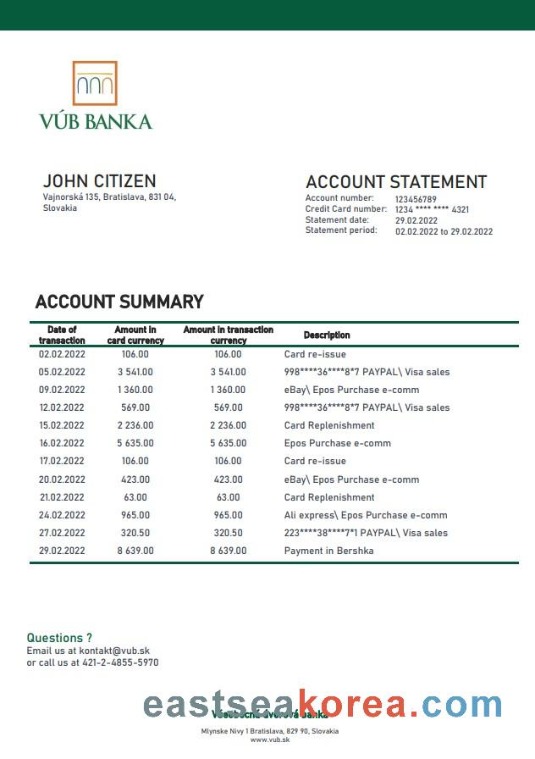 VÚB BANKA
JOHN CITIZEN
Vajnorská 135, Bratislava, 831 04,
Slovakia
ACCOUNT STATEMENT
Account number: 123456789
Credit Card number: 1234 **** **** 4321
Statement date: 29.02.2022
Statement period: 02.02.2022 to 29.02.2022
ACCOUNT SUMMARY
Date of transaction Amount in card currency Amount in transaction currency Description
02.02.2022 106.00 106.00 Card re-issue
05.02.2022 3 541.00 3 541.00 998****36****8*7 PAYPAL\ Visa sales
09.02.2022 1 360.00 1 360.00 eBay\ Epos Purchase e-comm
12.02.2022 569.00 569.00 998****36****8*7 PAYPAL\ Visa sales
15.02.2022 2 236.00 2 236.00 Card Replenishment
16.02.2022 5 635.00 5 635.00 Epos Purchase e-comm
17.02.2022 106.00 106.00 Card re-issue
20.02.2022 423.00 423.00 eBay\ Epos Purchase e-comm
21.02.2022 63.00 63.00 Card Replenishment
24.02.2022 965.00 965.00 Ali express\ Epos Purchase e-comm
27.02.2022 320.50 320.50 223****38****7*1 PAYPAL\ Visa sales
29.02.2022 8 639.00 8 639.00 Payment in Bershka
Questions ?
Email us at kontakt@vub.sk
or call us at 421-2-4855-5970
eastseakorea.com
Mlynske Nivy 1 Bratislava, 829 90, Slovakia
www.vub.sk